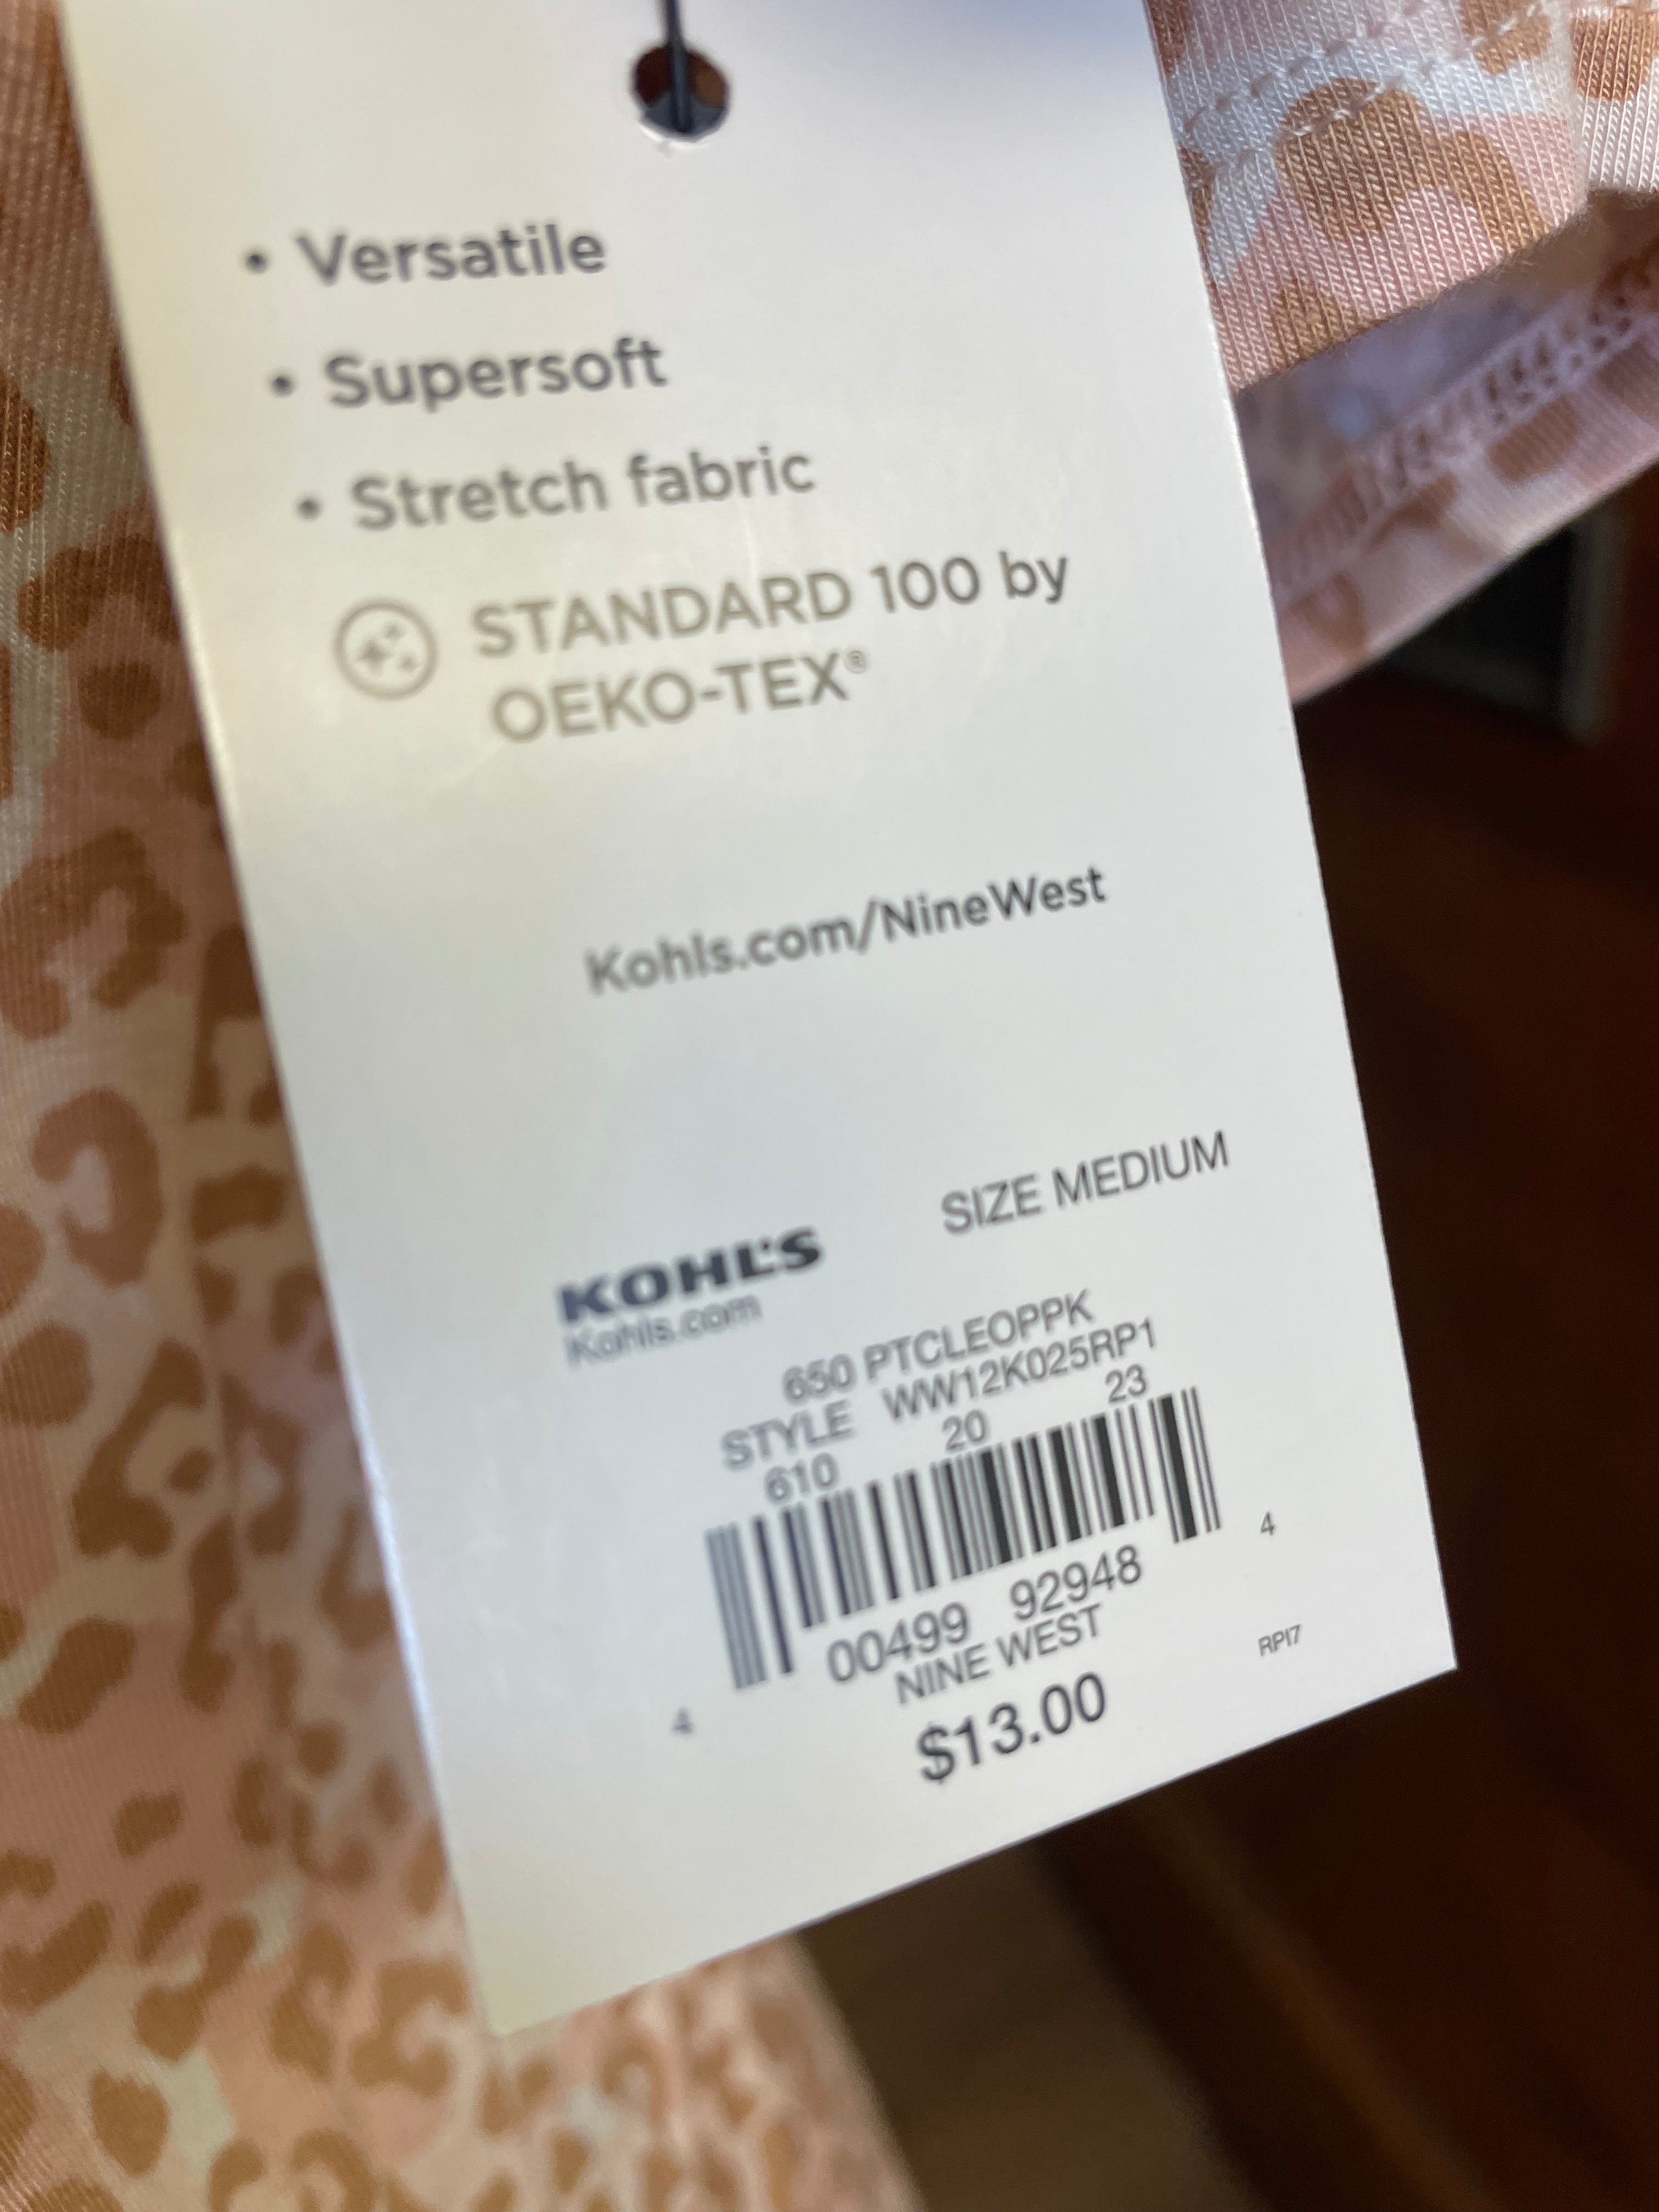 • Versatile
• Supersoft
• Stretch fabric
STANDARD 100 by
OEKO-TEX®
Kohls.com/NineWest
SIZE MEDIUM
KOHL'S
Kohls.com
650 PTCLEOPPK
STYLE WW12K025RP1
610 20 23
4 00499 92948 4
NINE WEST
RPI7
$13.00